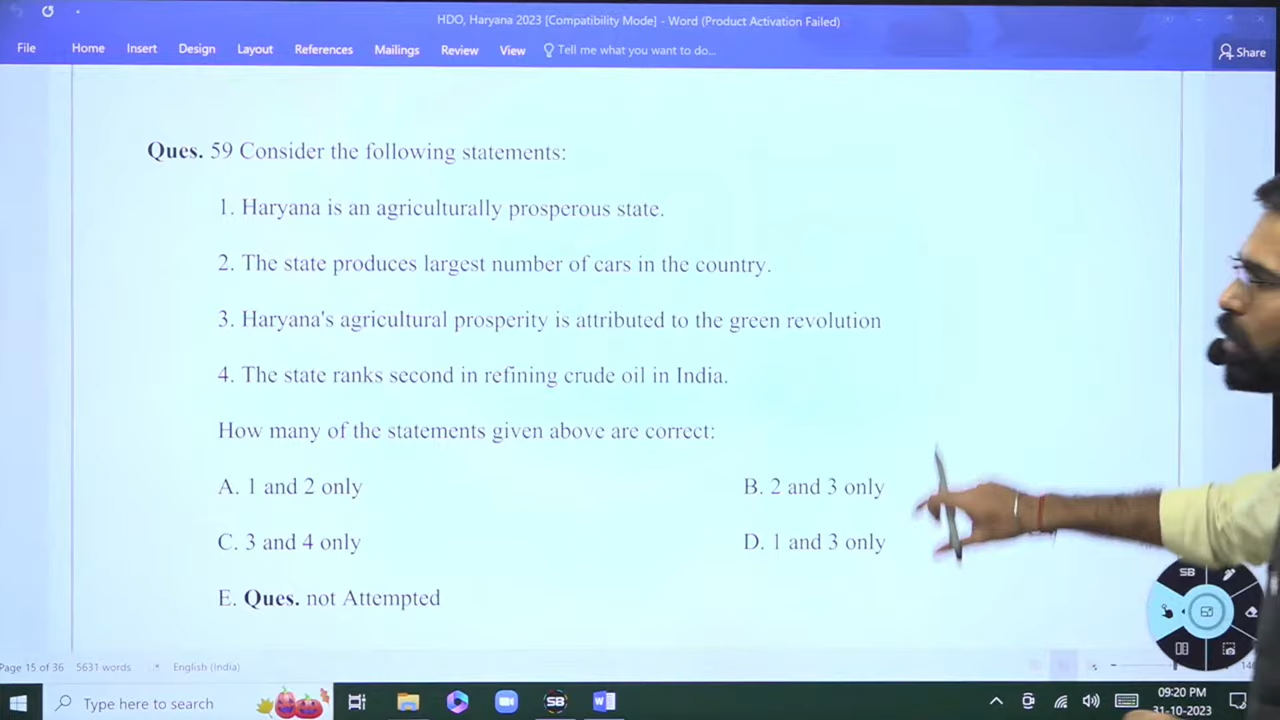 HDO, Haryana 2023 [Compatibility Mode] - Word (Product Activation Failed)
File Home Insert Design Layout References Mailings Review View Tell me what you want to do... Share
Ques. 59 Consider the following statements:
1. Haryana is an agriculturally prosperous state.
2. The state produces largest number of cars in the country.
3. Haryana's agricultural prosperity is attributed to the green revolution
4. The state ranks second in refining crude oil in India.
How many of the statements given above are correct:
A. 1 and 2 only B. 2 and 3 only
C. 3 and 4 only D. 1 and 3 only
E. Ques. not Attempted
SB
Page 15 of 36 5631 words English (India)
Type here to search SB 09:20 PM
31-10-2023